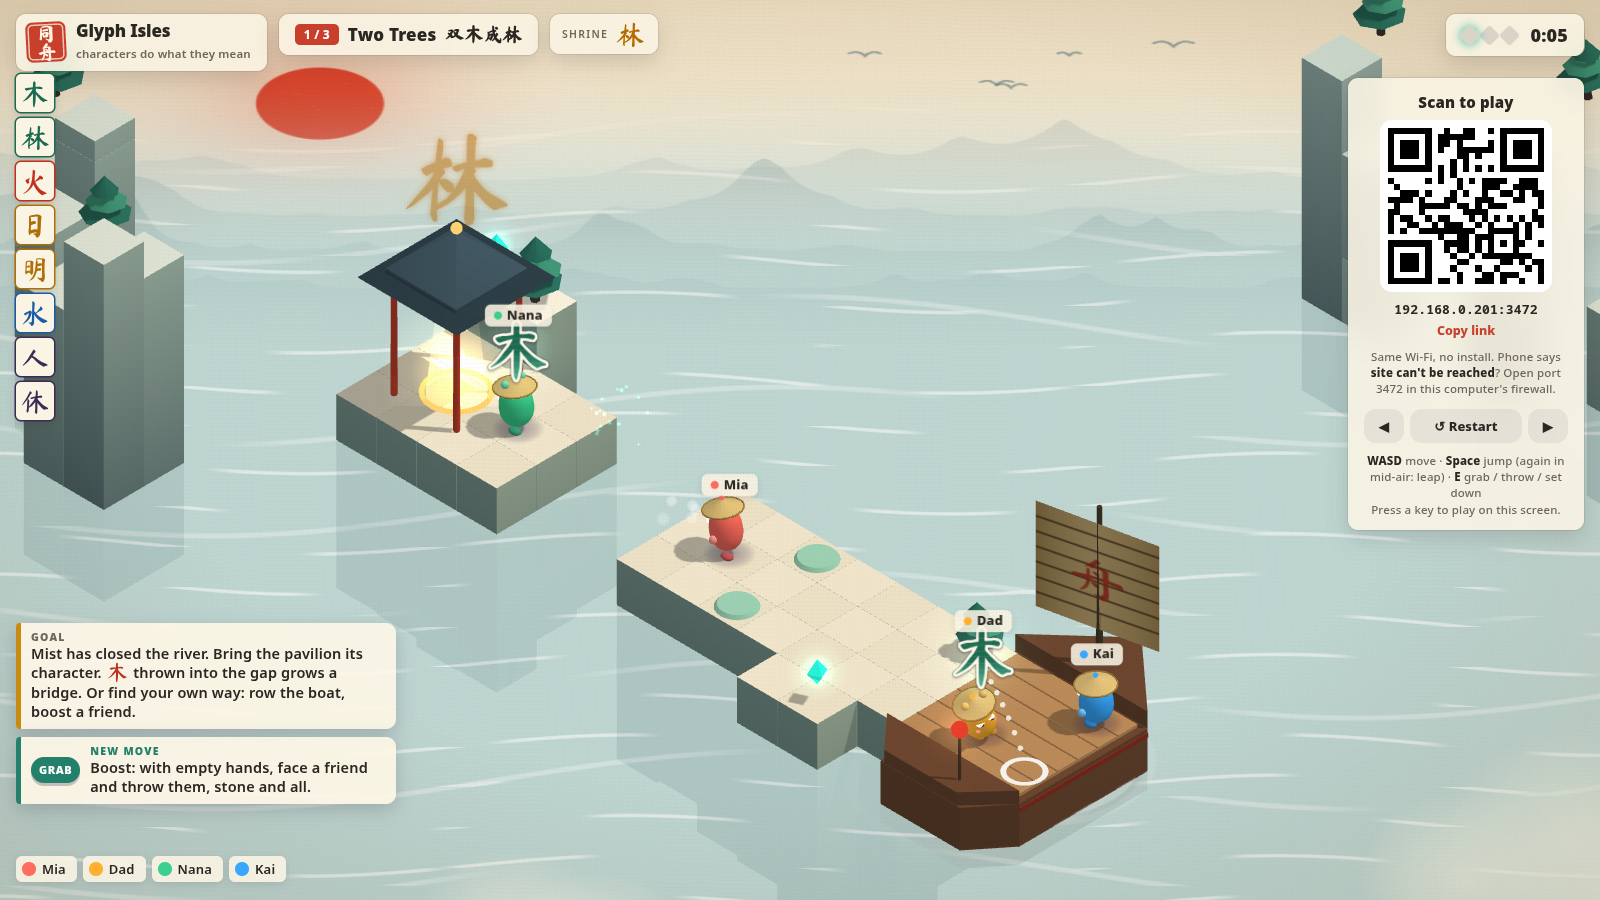 同舟
Glyph Isles
characters do what they mean
1 / 3 Two Trees 双木成林
SHRINE 林
0:05
木
林
火
日
明
水
人
休
林
Nana
木
Mia
Dad
木
Kai
舟
Scan to play
192.168.0.201:3472
Copy link
Same Wi-Fi, no install. Phone says
site can't be reached? Open port
3472 in this computer's firewall.
◀ ↺ Restart ▶
WASD move · Space jump (again in
mid-air: leap) · E grab / throw / set
down
Press a key to play on this screen.
GOAL
Mist has closed the river. Bring the pavilion its
character. 木 thrown into the gap grows a
bridge. Or find your own way: row the boat,
boost a friend.
NEW MOVE
GRAB
Boost: with empty hands, face a friend
and throw them, stone and all.
Mia Dad Nana Kai